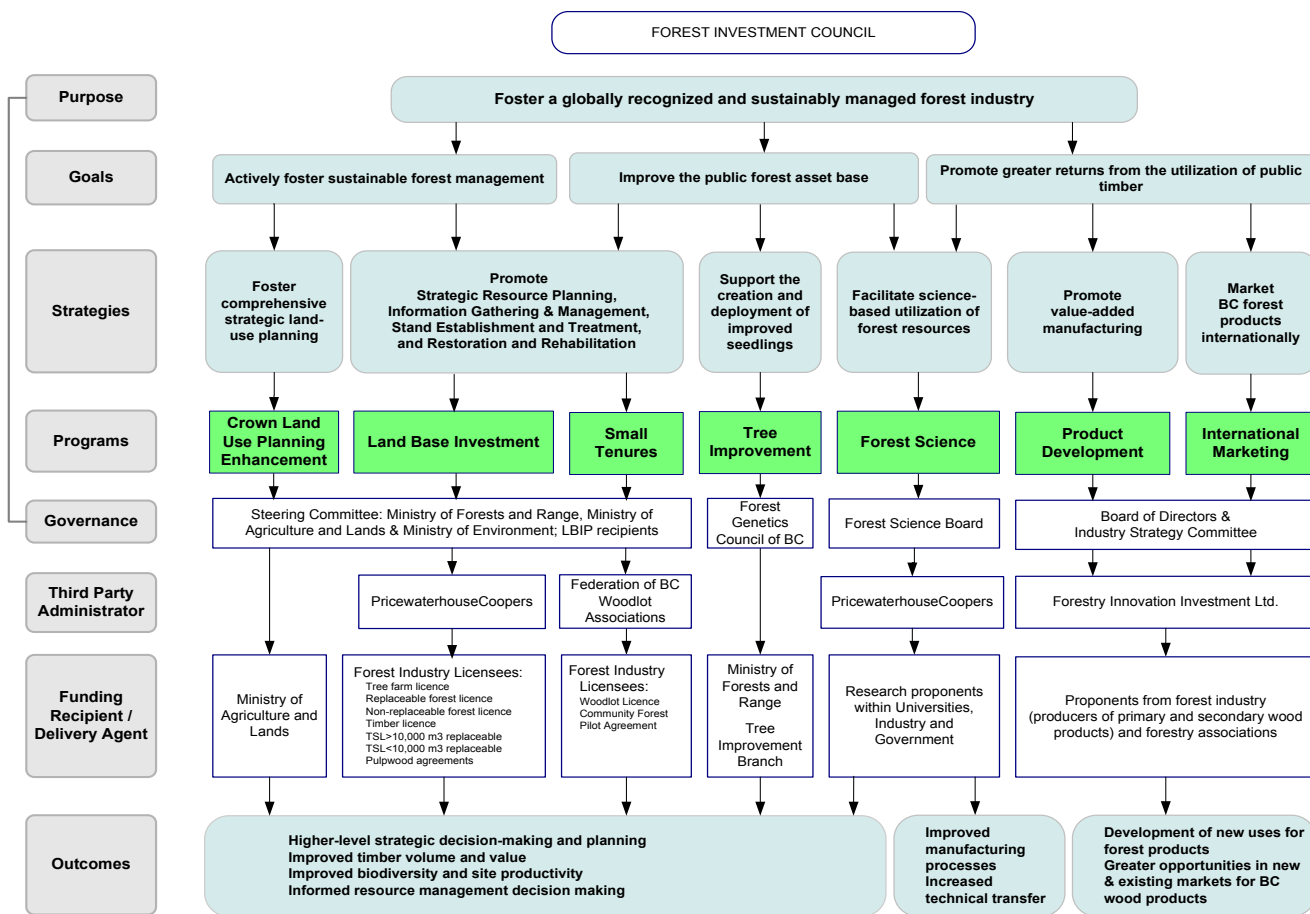 FOREST INVESTMENT COUNCIL
Purpose
Foster a globally recognized and sustainably managed forest industry
Goals
Actively foster sustainable forest management
Improve the public forest asset base
Promote greater returns from the utilization of public
timber
Strategies
Foster
comprehensive
strategic land-
use planning
Promote
Strategic Resource Planning,
Information Gathering & Management,
Stand Establishment and Treatment,
and Restoration and Rehabilitation
Support the
creation and
deployment of
improved
seedlings
Facilitate science-
based utilization of
forest resources
Promote
value-added
manufacturing
Market
BC forest
products
internationally
Programs
Crown Land
Use Planning
Enhancement
Land Base Investment
Small
Tenures
Tree
Improvement
Forest Science
Product
Development
International
Marketing
Governance
Steering Committee: Ministry of Forests and Range, Ministry of
Agriculture and Lands & Ministry of Environment; LBIP recipients
Forest
Genetics
Council of BC
Forest Science Board
Board of Directors &
Industry Strategy Committee
Third Party
Administrator
PricewaterhouseCoopers
Federation of BC
Woodlot
Associations
PricewaterhouseCoopers
Forestry Innovation Investment Ltd.
Funding
Recipient /
Delivery Agent
Ministry of
Agriculture and
Lands
Forest Industry Licensees:
Tree farm licence
Replaceable forest licence
Non-replaceable forest licence
Timber licence
TSL>10,000 m3 replaceable
TSL<10,000 m3 replaceable
Pulpwood agreements
Forest Industry
Licensees:
Woodlot Licence
Community Forest
Pilot Agreement
Ministry of
Forests and
Range
Tree
Improvement
Branch
Research proponents
within Universities,
Industry and
Government
Proponents from forest industry
(producers of primary and secondary wood
products) and forestry associations
Outcomes
Higher-level strategic decision-making and planning
Improved timber volume and value
Improved biodiversity and site productivity
Informed resource management decision making
Improved
manufacturing
processes
Increased
technical transfer
Development of new uses for
forest products
Greater opportunities in new
& existing markets for BC
wood products